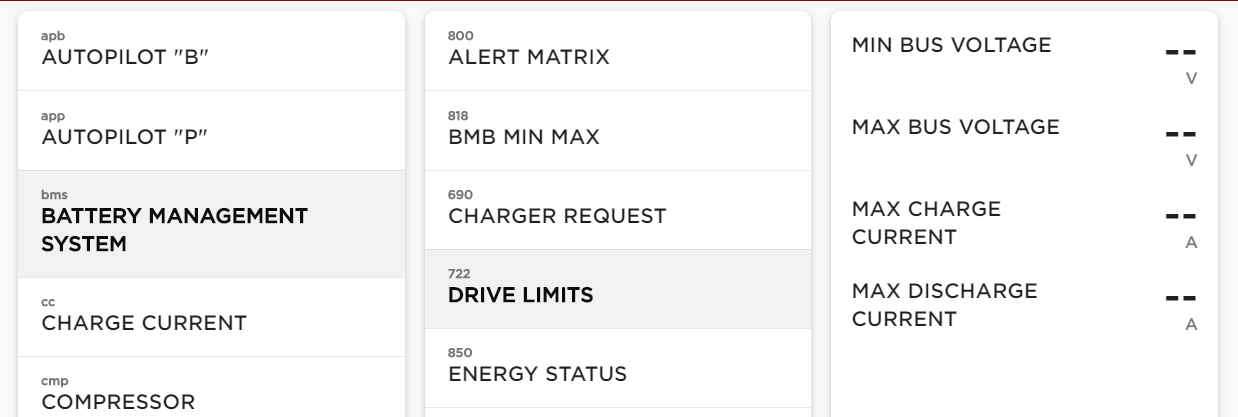 apb
AUTOPILOT "B"
app
AUTOPILOT "P"
bms
BATTERY MANAGEMENT
SYSTEM
cc
CHARGE CURRENT
cmp
COMPRESSOR
800
ALERT MATRIX
818
BMB MIN MAX
690
CHARGER REQUEST
722
DRIVE LIMITS
850
ENERGY STATUS
MIN BUS VOLTAGE
--
V
MAX BUS VOLTAGE
--
V
MAX CHARGE
CURRENT
--
A
MAX DISCHARGE
CURRENT
--
A